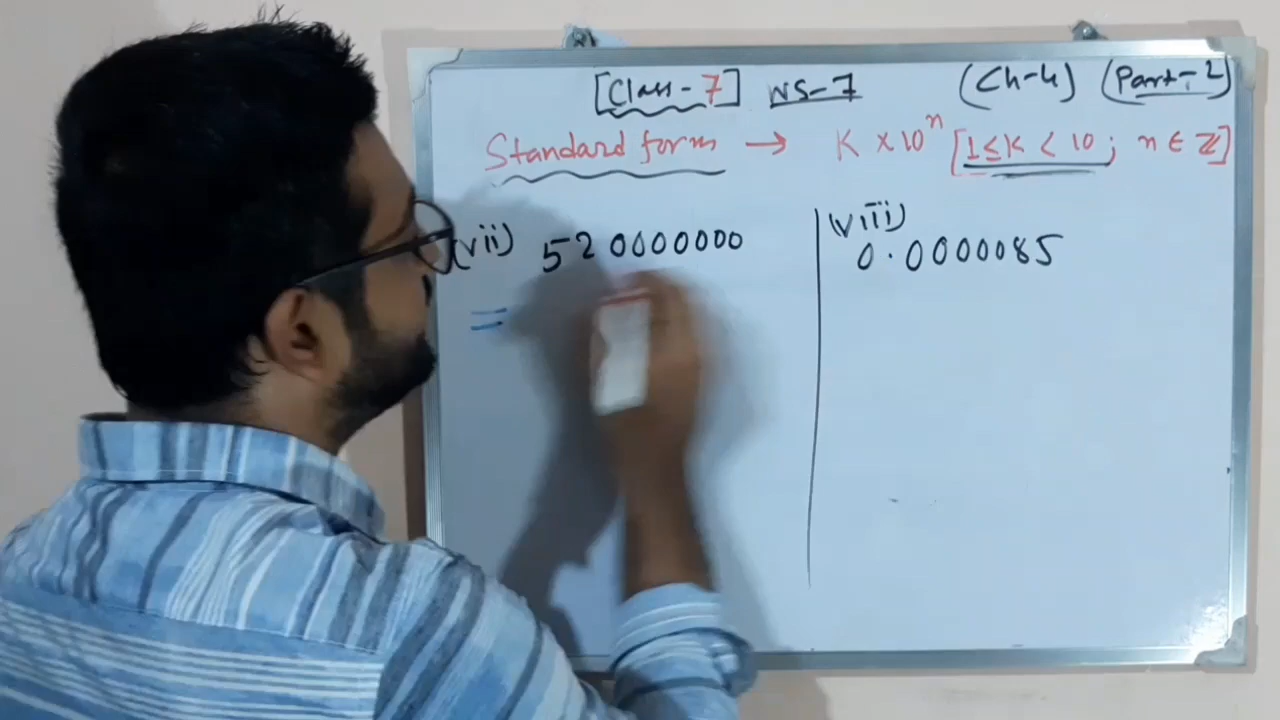 [Class-7] WS-7 (Ch-4) (Part-2)
Standard form → K × 10ⁿ [1 ≤ K < 10; n ∈ ℤ]
(vii) 520000000
=
(viii)
0.0000085